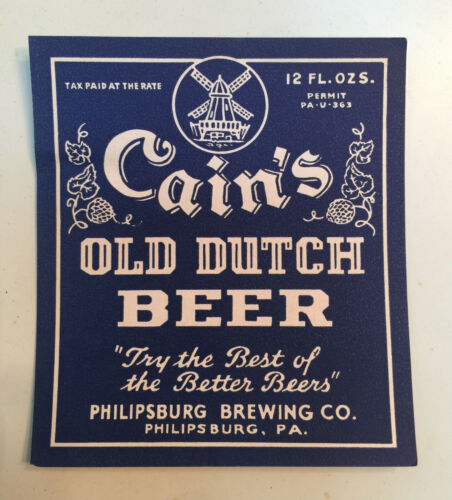 TAX PAID AT THE RATE
12 FL. OZS.
PERMIT
PA-U-363
Cain's
OLD DUTCH
BEER
"Try the Best of
the Better Beers"
PHILIPSBURG BREWING CO.
PHILIPSBURG, PA.